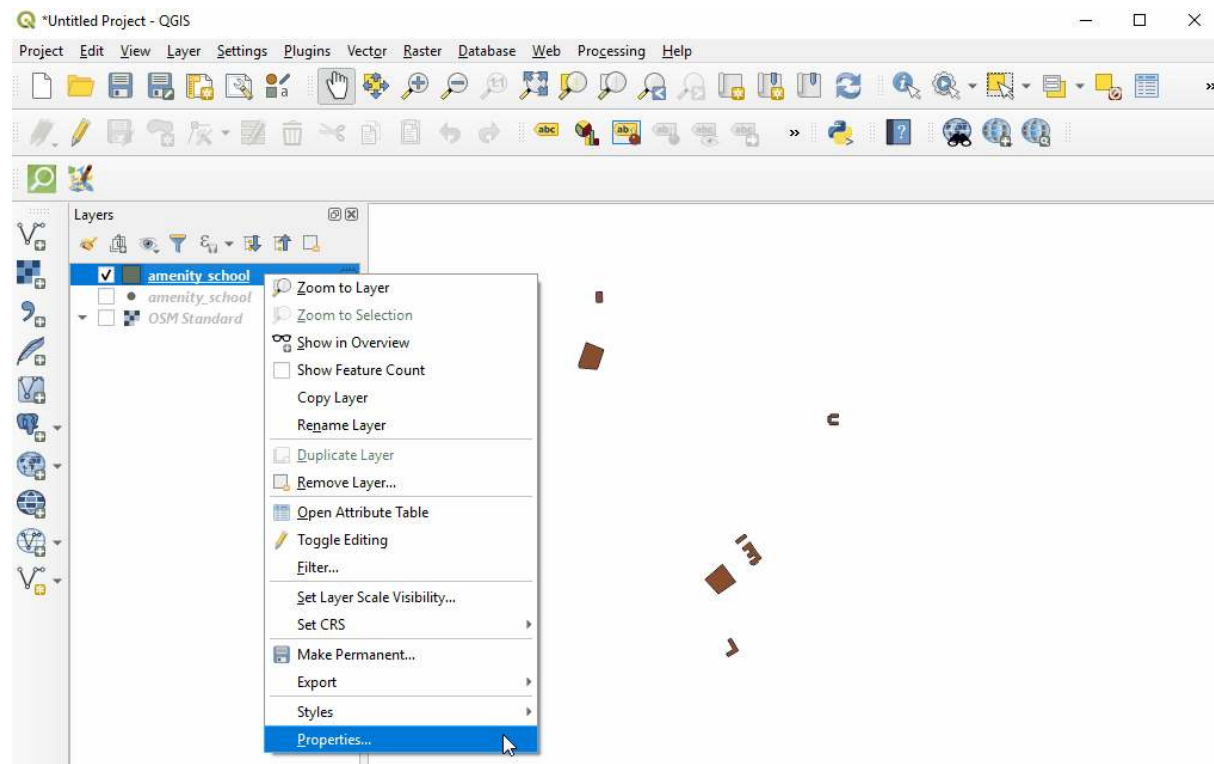 *Untitled Project - QGIS
Project Edit View Layer Settings Plugins Vector Raster Database Web Processing Help
abc
Layers
amenity_school
amenity_school
OSM Standard
Zoom to Layer
Zoom to Selection
Show in Overview
Show Feature Count
Copy Layer
Rename Layer
Duplicate Layer
Remove Layer...
Open Attribute Table
Toggle Editing
Filter...
Set Layer Scale Visibility...
Set CRS
Make Permanent...
Export
Styles
Properties...